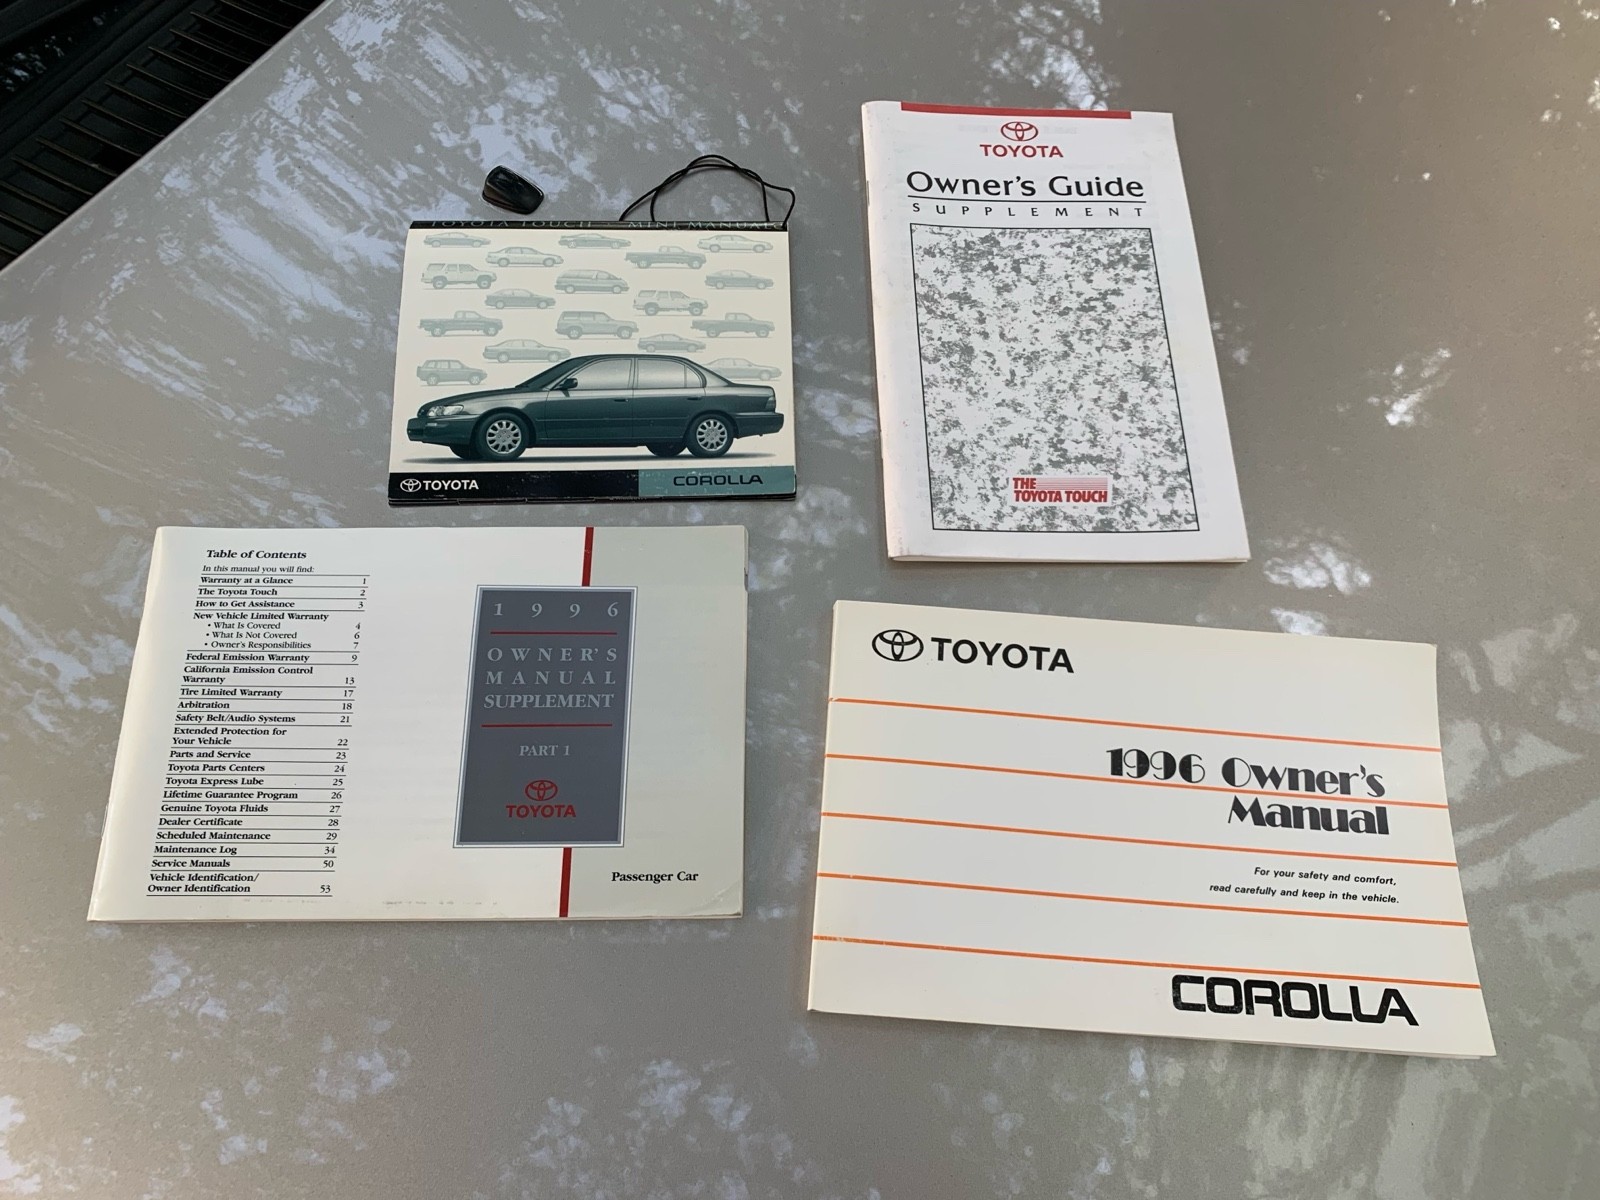 TOYOTA TOUCH — MINI MANUAL
TOYOTA
COROLLA
TOYOTA
Owner's Guide
SUPPLEMENT
THE
TOYOTA TOUCH
Table of Contents
In this manual you will find:
Warranty at a Glance 1
The Toyota Touch 2
How to Get Assistance 3
New Vehicle Limited Warranty
• What Is Covered 4
• What Is Not Covered 6
• Owner's Responsibilities 7
Federal Emission Warranty 9
California Emission Control
Warranty 13
Tire Limited Warranty 17
Arbitration 18
Safety Belt/Audio Systems 21
Extended Protection for
Your Vehicle 22
Parts and Service 23
Toyota Parts Centers 24
Toyota Express Lube 25
Lifetime Guarantee Program 26
Genuine Toyota Fluids 27
Dealer Certificate 28
Scheduled Maintenance 29
Maintenance Log 34
Service Manuals 50
Vehicle Identification/
Owner Identification 53
1996
OWNER'S
MANUAL
SUPPLEMENT
PART 1
TOYOTA
Passenger Car
TOYOTA
1996 Owner's
Manual
For your safety and comfort,
read carefully and keep in the vehicle.
COROLLA